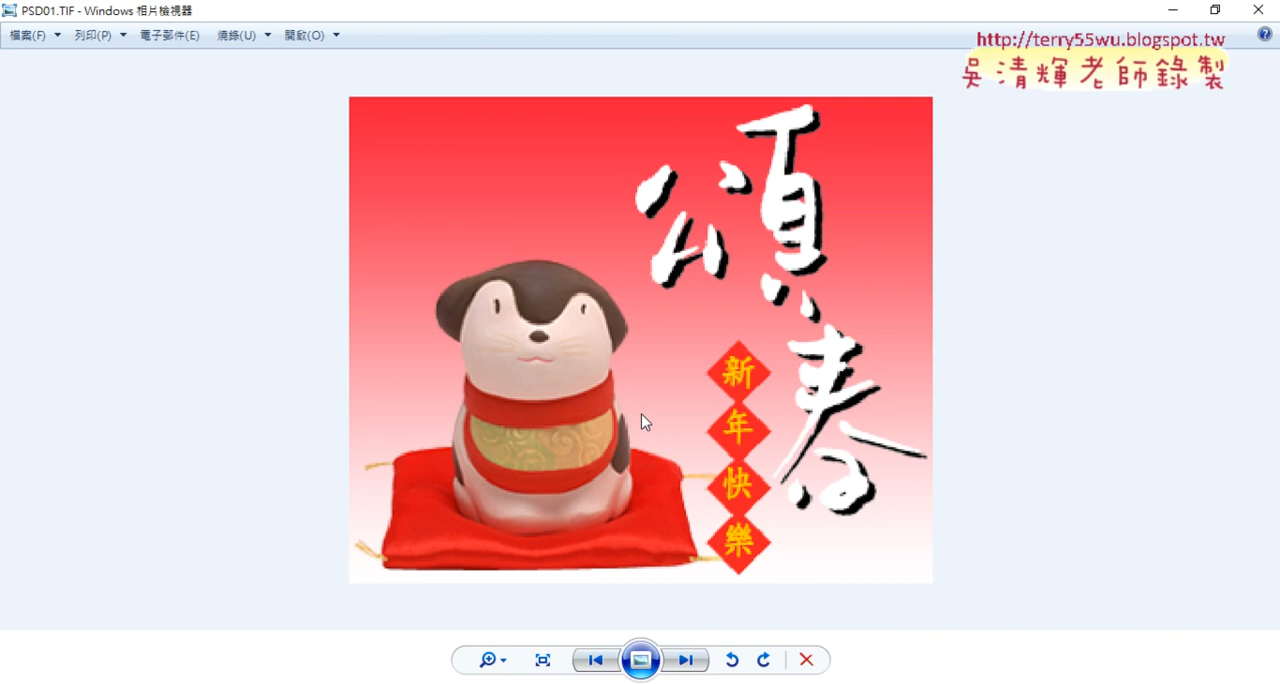 PSD01.TIF - Windows 相片檢視器
檔案(F) 列印(P) 電子郵件(E) 燒錄(U) 開啟(O)
http://terry55wu.blogspot.tw
吳清輝老師錄製
頌春
新年快樂